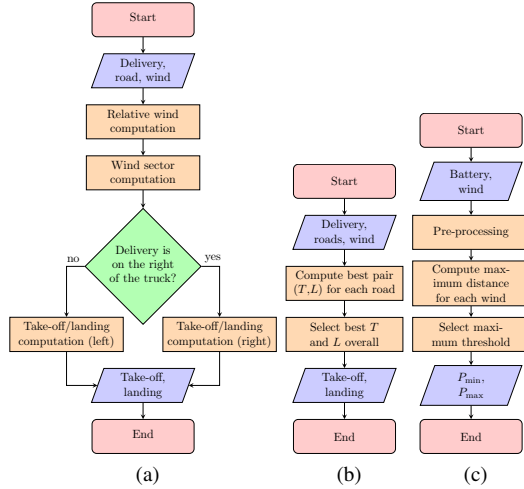 Start
Delivery,
road, wind
Relative wind
computation
Wind sector
computation
Delivery is
on the right
of the truck?
no
yes
Take-off/landing
computation (left)
Take-off/landing
computation (right)
Take-off,
landing
End
(a)
Start
Delivery,
roads, wind
Compute best pair
(T,L) for each road
Select best T
and L overall
Take-off,
landing
End
(b)
Start
Battery,
wind
Pre-processing
Compute max-
imum distance
for each wind
Select maxi-
imum threshold
P_min,
P_max
End
(c)